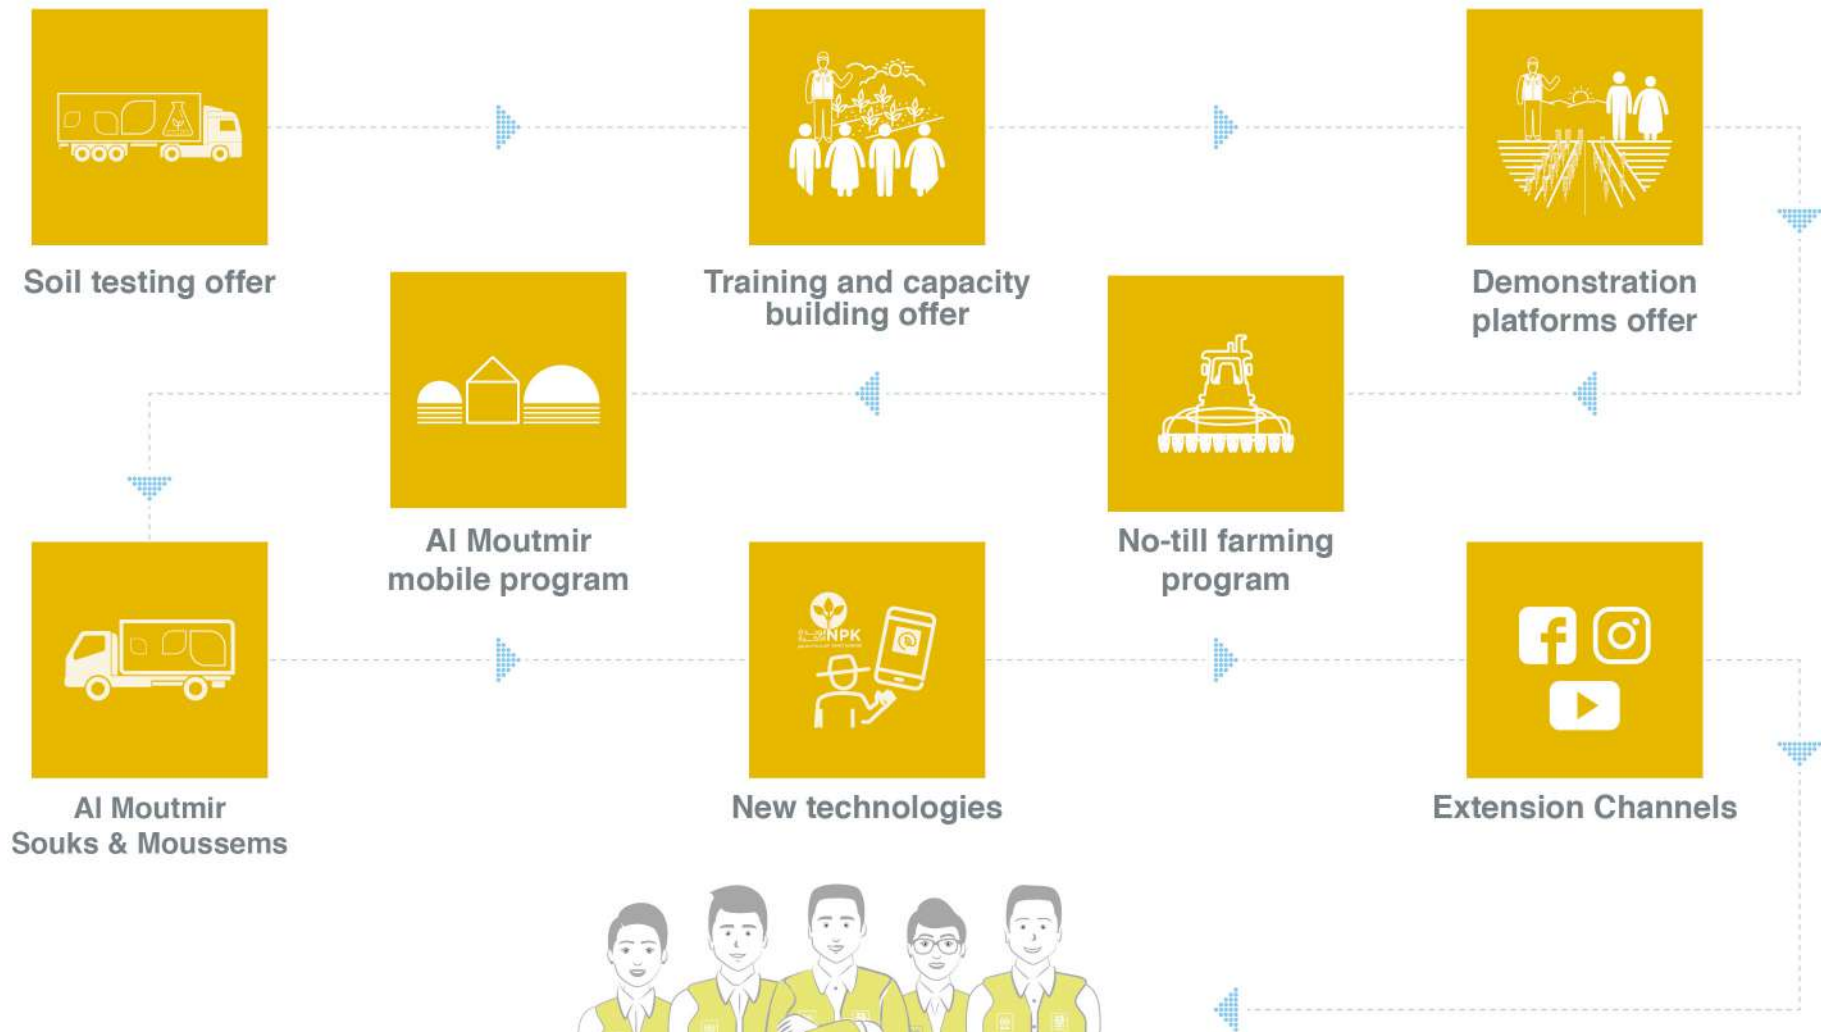 Soil testing offer
Training and capacity
building offer
Demonstration
platforms offer
Al Moutmir
mobile program
No-till farming
program
NPK
Al Moutmir
Souks & Moussems
New technologies
Extension Channels